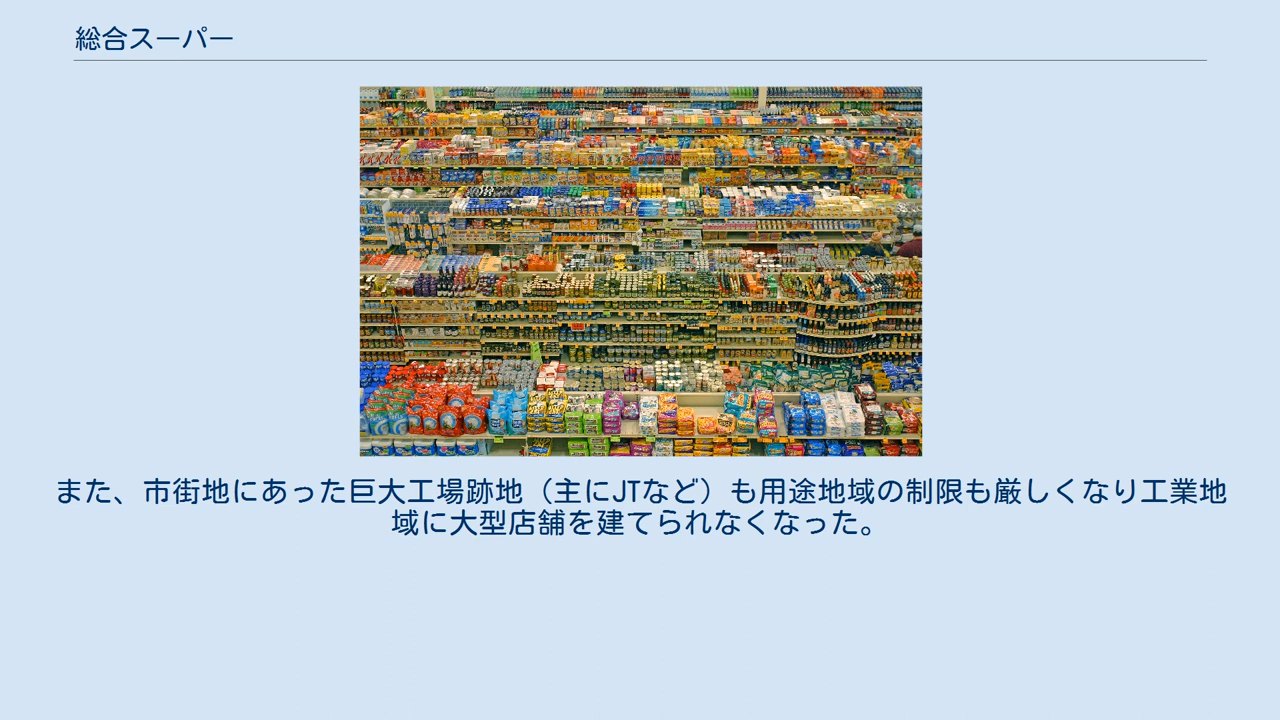 総合スーパー
また、市街地にあった巨大工場跡地（主にJTなど）も用途地域の制限も厳しくなり工業地
域に大型店舗を建てられなくなった。